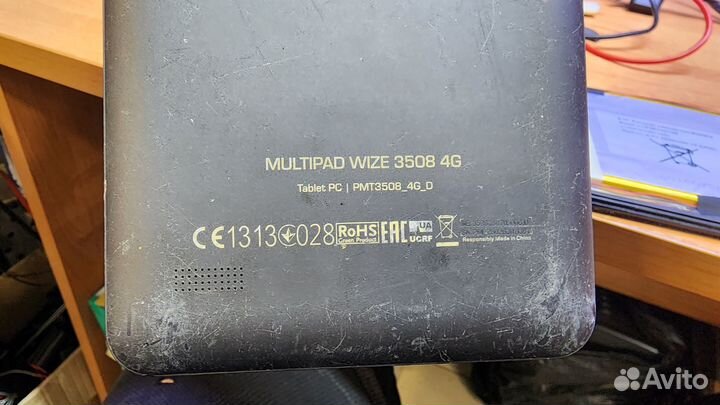 MULTIPAD WIZE 3508 4G
Tablet PC | PMT3508_4G_D
CE1313 028 RoHS Green Product EAC UA UCRF
Responsibly Made in China
Avito